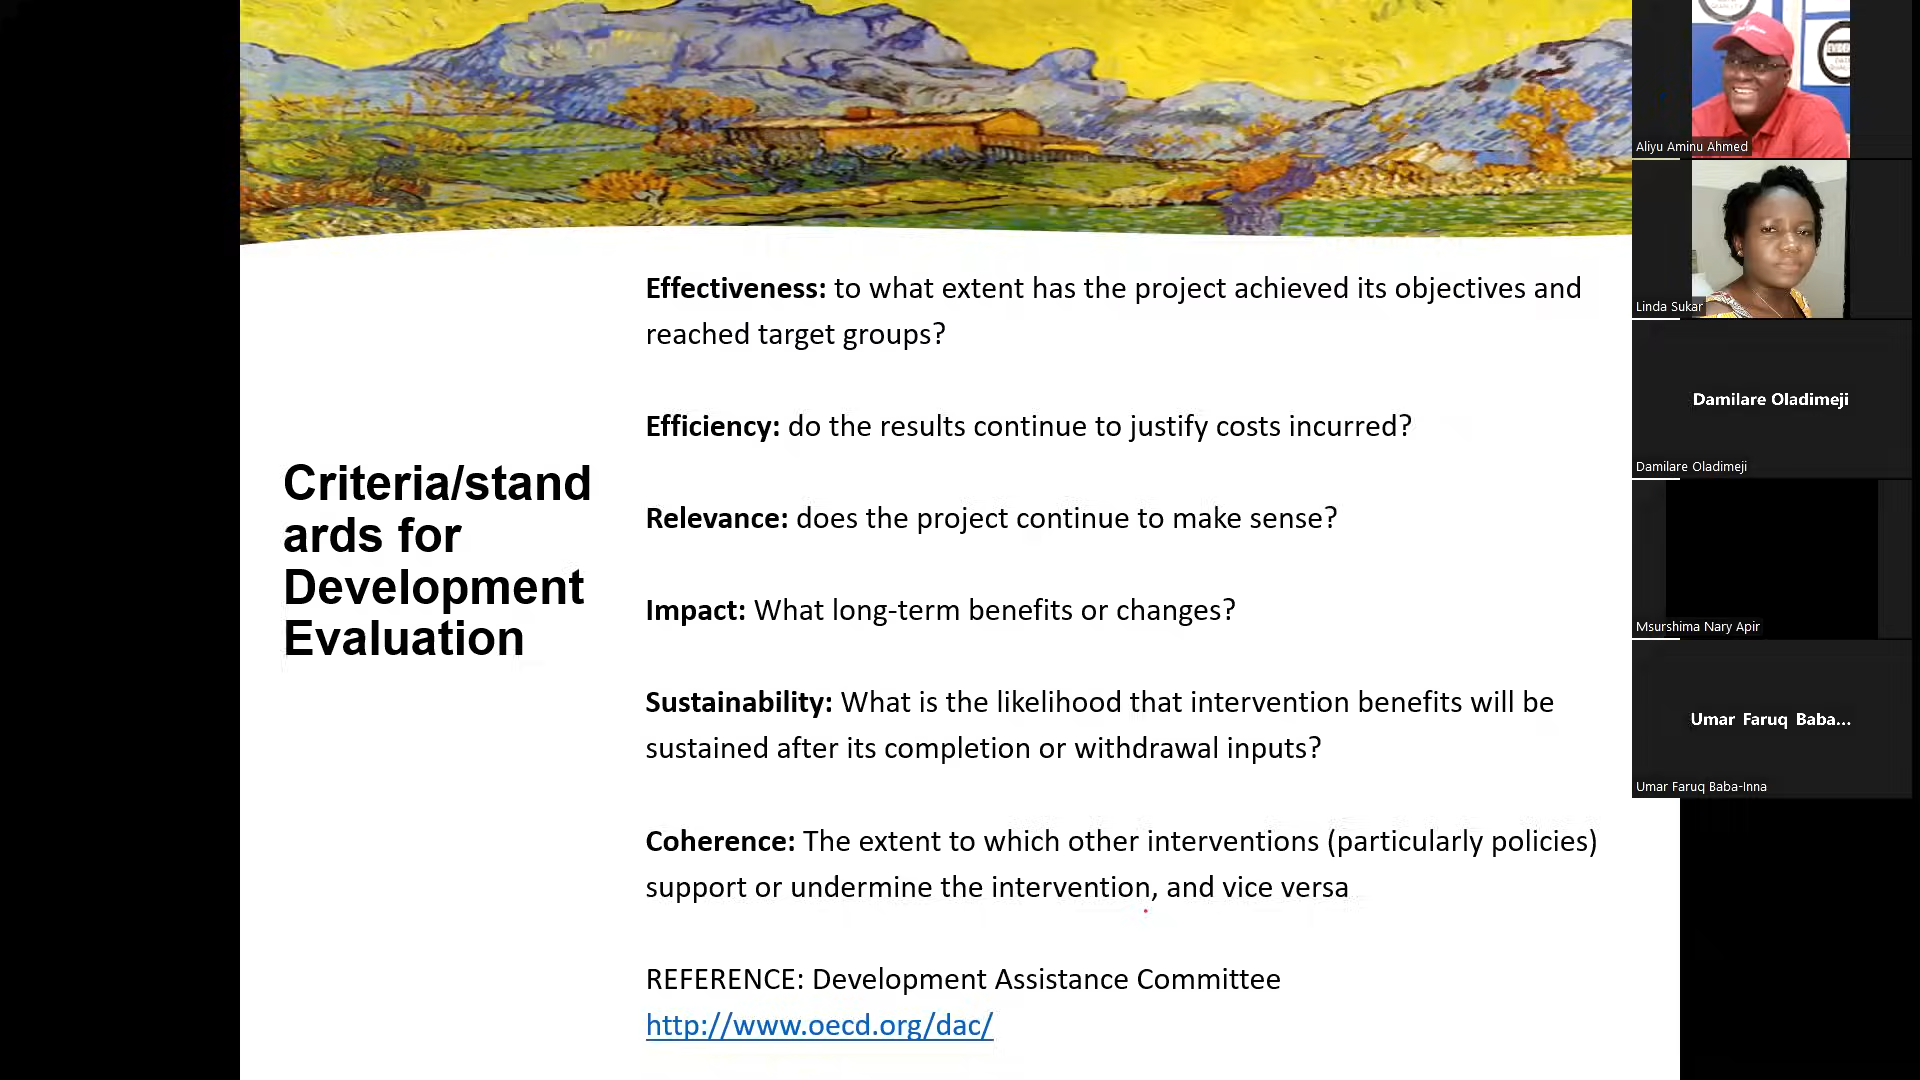 Criteria/stand
ards for
Development
Evaluation
Effectiveness: to what extent has the project achieved its objectives and
reached target groups?
Efficiency: do the results continue to justify costs incurred?
Relevance: does the project continue to make sense?
Impact: What long-term benefits or changes?
Sustainability: What is the likelihood that intervention benefits will be
sustained after its completion or withdrawal inputs?
Coherence: The extent to which other interventions (particularly policies)
support or undermine the intervention, and vice versa
REFERENCE: Development Assistance Committee
http://www.oecd.org/dac/
Aliyu Aminu Ahmed
Linda Sukar
Damilare Oladimeji
Damilare Oladimeji
Msurshima Nary Apir
Umar Faruq Baba...
Umar Faruq Baba-Inna